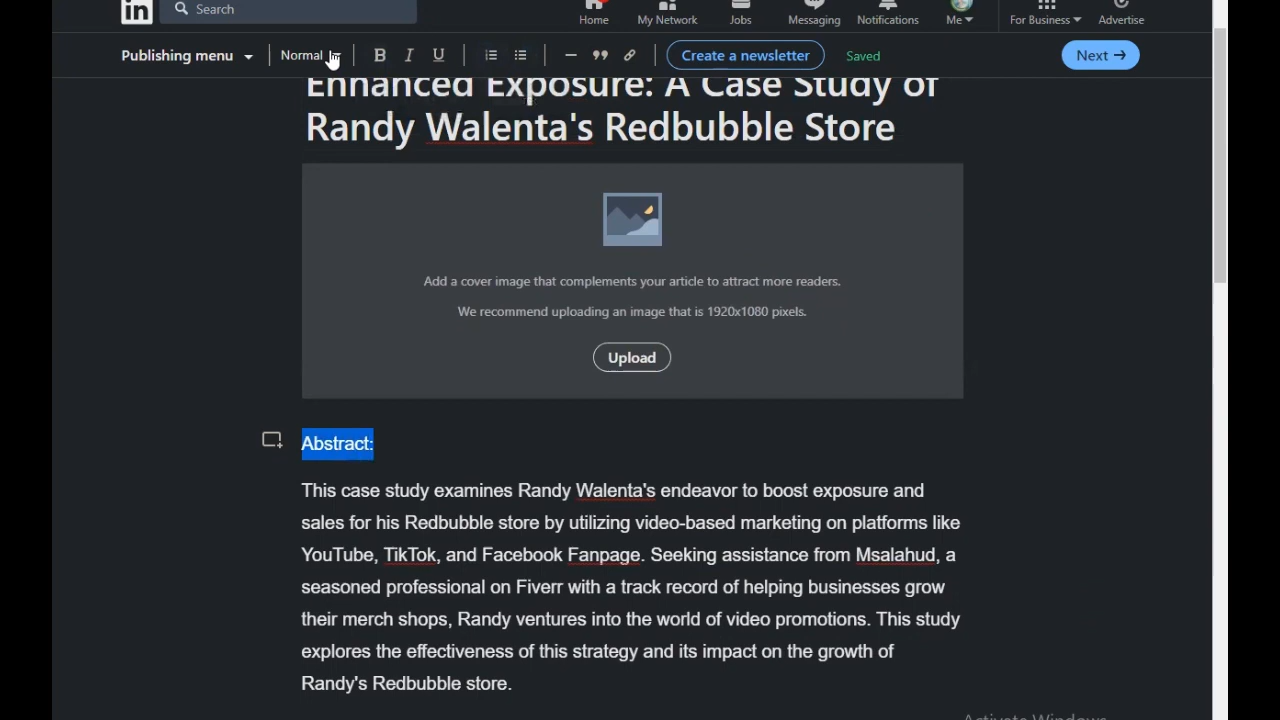 in Search Home My Network Jobs Messaging Notifications Me For Business Advertise
Publishing menu Normal B I U Create a newsletter Saved Next →
Enhanced Exposure: A Case Study of
Randy Walenta's Redbubble Store
Add a cover image that complements your article to attract more readers.
We recommend uploading an image that is 1920x1080 pixels.
Upload
Abstract:
This case study examines Randy Walenta's endeavor to boost exposure and
sales for his Redbubble store by utilizing video-based marketing on platforms like
YouTube, TikTok, and Facebook Fanpage. Seeking assistance from Msalahud, a
seasoned professional on Fiverr with a track record of helping businesses grow
their merch shops, Randy ventures into the world of video promotions. This study
explores the effectiveness of this strategy and its impact on the growth of
Randy's Redbubble store.
Activate Windows